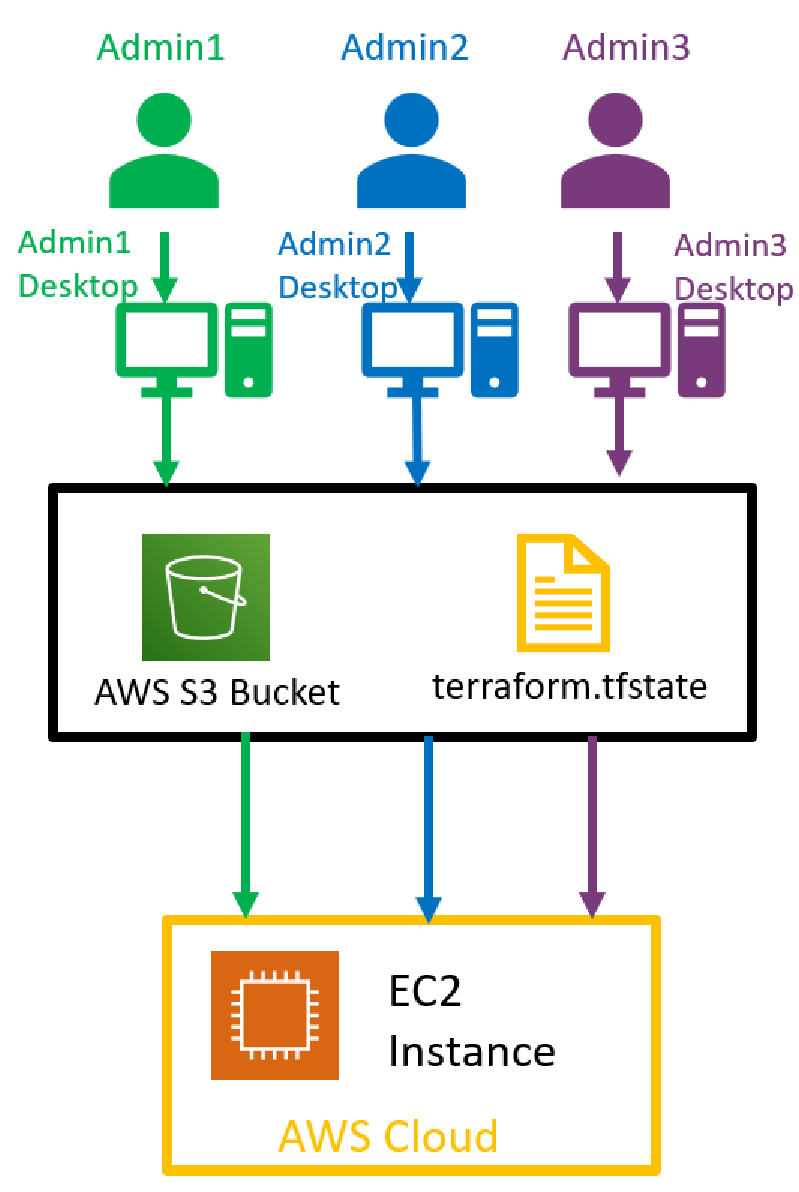 Admin1
Admin2
Admin3
Admin1
Desktop
Admin2
Desktop
Admin3
Desktop
AWS S3 Bucket
terraform.tfstate
EC2
Instance
AWS Cloud